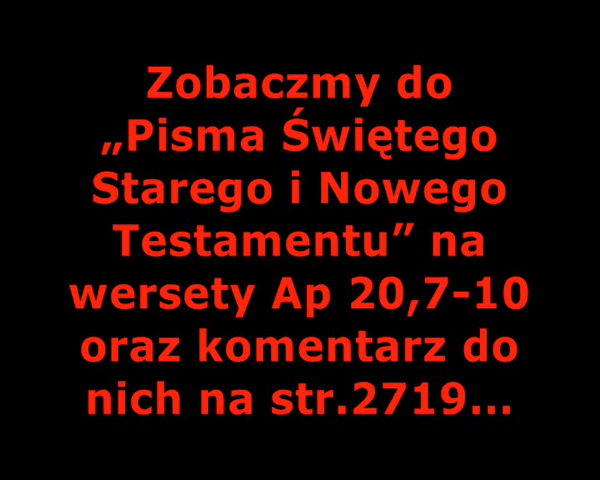 Zobaczmy do
„Pisma Świętego
Starego i Nowego
Testamentu” na
wersety Ap 20,7-10
oraz komentarz do
nich na str.2719...